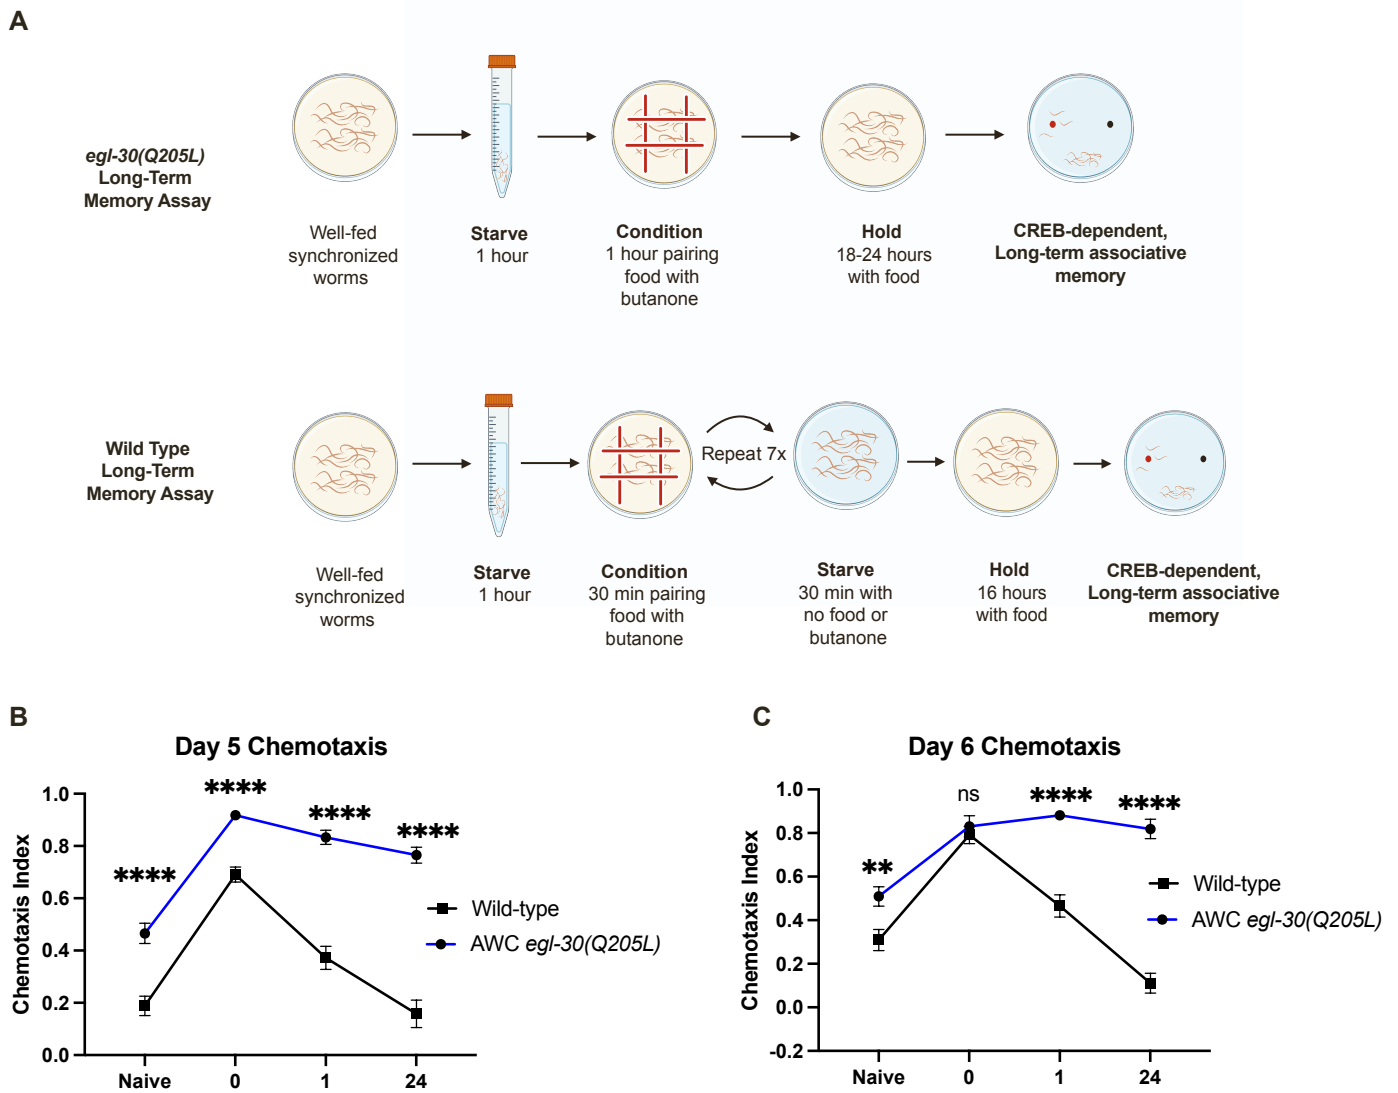 A
egl-30(Q205L)
Long-Term
Memory Assay
Well-fed
synchronized
worms
Starve
1 hour
Condition
1 hour pairing
food with
butanone
Hold
18-24 hours
with food
CREB-dependent,
Long-term associative
memory
Wild Type
Long-Term
Memory Assay
Repeat 7x
Well-fed
synchronized
worms
Starve
1 hour
Condition
30 min pairing
food with
butanone
Starve
30 min with
no food or
butanone
Hold
16 hours
with food
CREB-dependent,
Long-term associative
memory
B
Day 5 Chemotaxis
Chemotaxis Index
1.0
0.8
0.6
0.4
0.2
0.0
****
****
****
****
Wild-type
AWC egl-30(Q205L)
Naive 0 1 24
C
Day 6 Chemotaxis
Chemotaxis Index
1.0
0.8
0.6
0.4
0.2
0.0
-0.2
**
ns
****
****
Wild-type
AWC egl-30(Q205L)
Naive 0 1 24